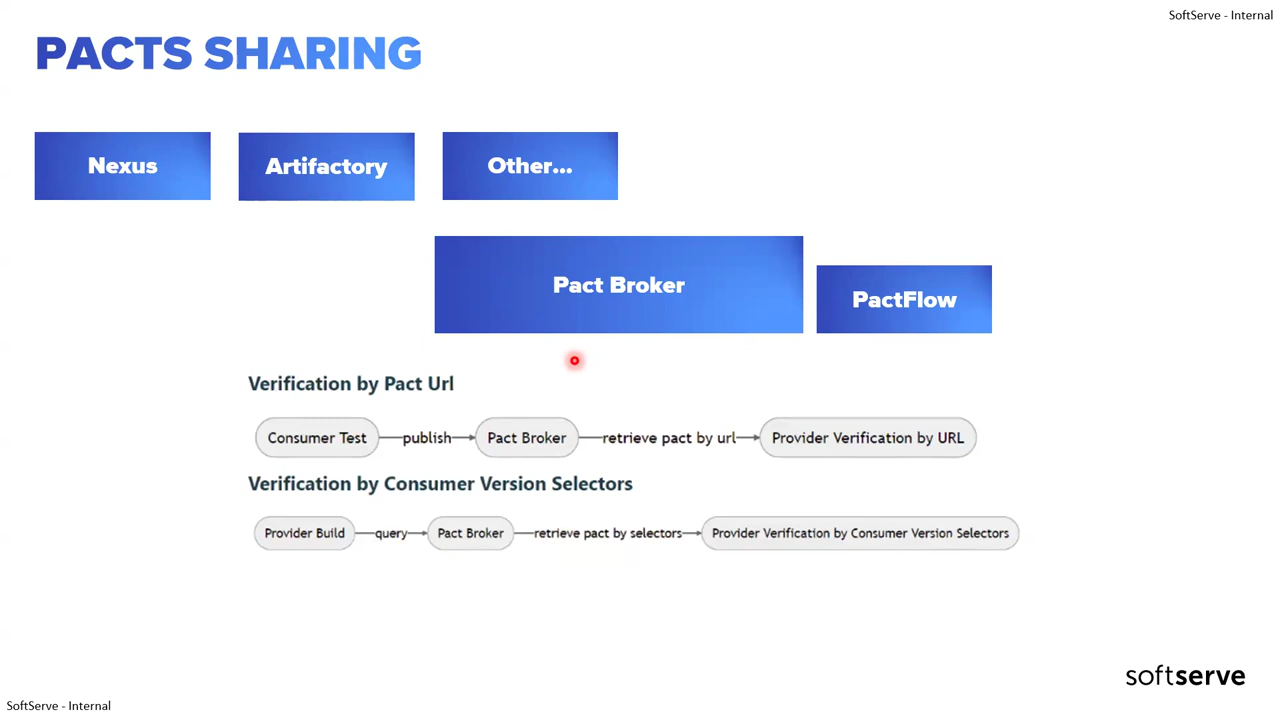 SoftServe - Internal
PACTS SHARING
Nexus
Artifactory
Other...
Pact Broker
PactFlow
Verification by Pact Url
Consumer Test publish Pact Broker retrieve pact by url Provider Verification by URL
Verification by Consumer Version Selectors
Provider Build query Pact Broker retrieve pact by selectors Provider Verification by Consumer Version Selectors
softserve
SoftServe - Internal